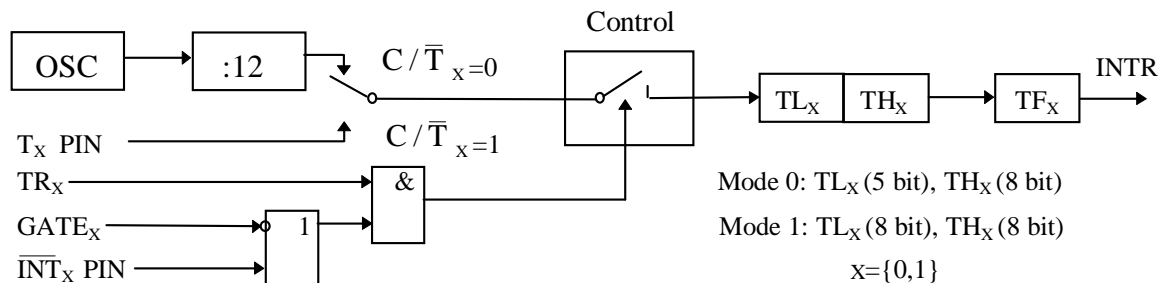 Control
OSC
:12
C / T̅ X=0
INTR
TLX
THX
TFX
TX PIN
C / T̅ X=1
TRX
&
Mode 0: TLX (5 bit), THX (8 bit)
GATEX
1
Mode 1: TLX (8 bit), THX (8 bit)
I̅N̅T̅X PIN
X={0,1}